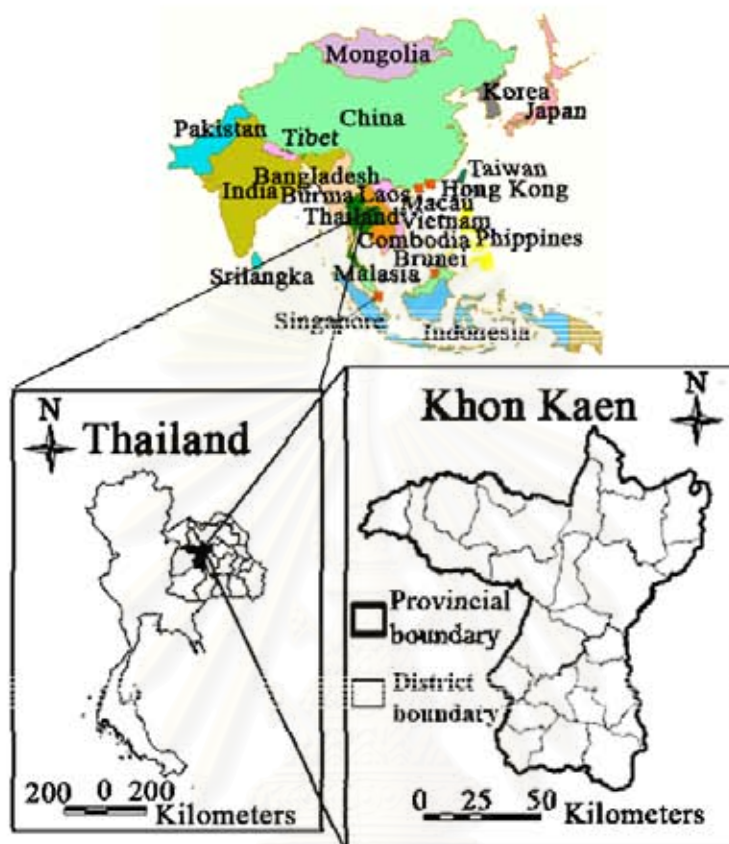 Mongolia
Korea
Japan
China
Pakistan
Tibet
Taiwan
Bangladesh
India
Hong Kong
Burma Laos
Macau
Thailand
Vietnam
Combodia
Phippines
Brunei
Srilangka
Malasia
Singapore
Indonesia
N
Thailand
200 0 200
Kilometers
Khon Kaen
N
Provincial
boundary
District
boundary
0 25 50
Kilometers